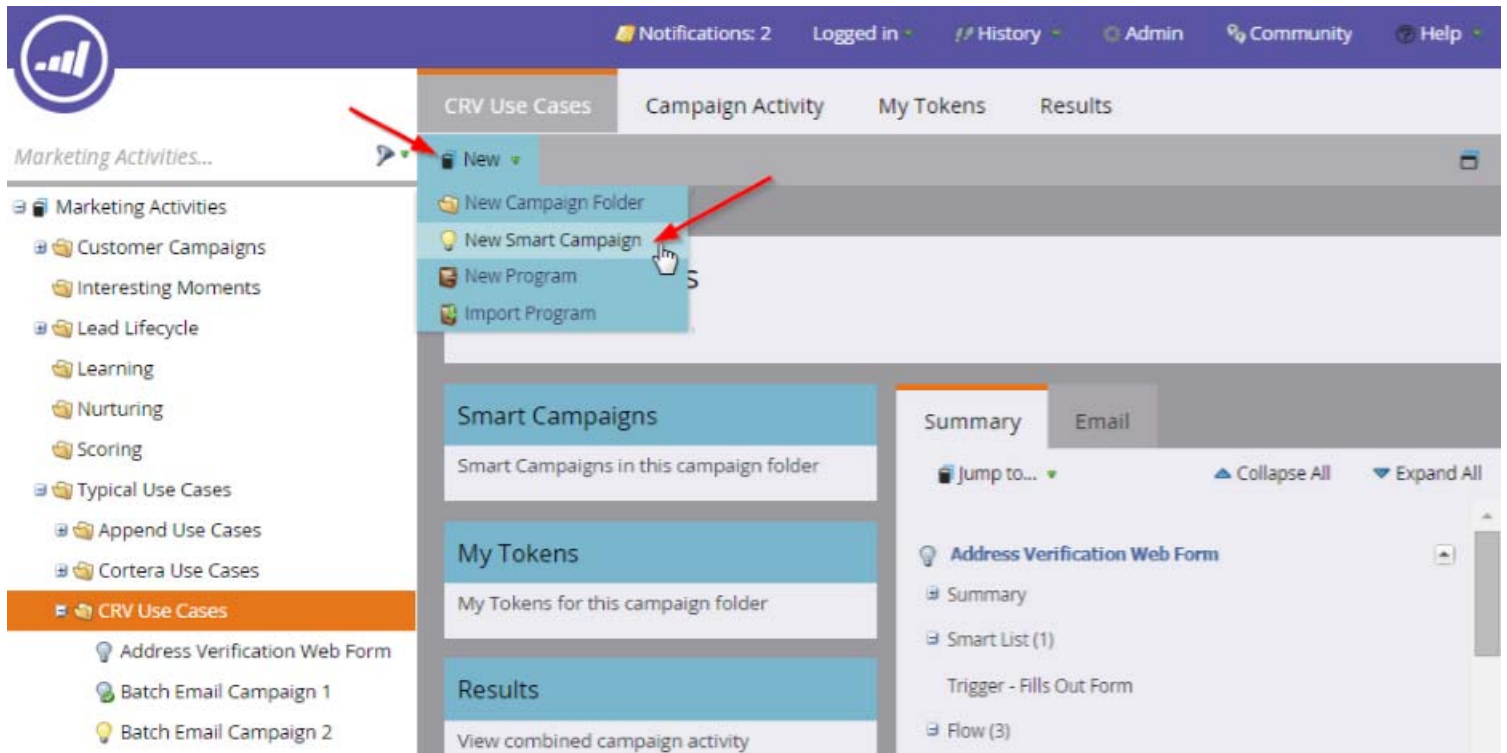 Notifications: 2 Logged in History Admin Community Help
CRV Use Cases Campaign Activity My Tokens Results
Marketing Activities...
New
New Campaign Folder
New Smart Campaign
New Program
Import Program
Marketing Activities
Customer Campaigns
Interesting Moments
Lead Lifecycle
Learning
Nurturing
Scoring
Typical Use Cases
Append Use Cases
Cortera Use Cases
CRV Use Cases
Address Verification Web Form
Batch Email Campaign 1
Batch Email Campaign 2
Smart Campaigns
Smart Campaigns in this campaign folder
My Tokens
My Tokens for this campaign folder
Results
View combined campaign activity
Summary Email
Jump to... Collapse All Expand All
Address Verification Web Form
Summary
Smart List (1)
Trigger - Fills Out Form
Flow (3)